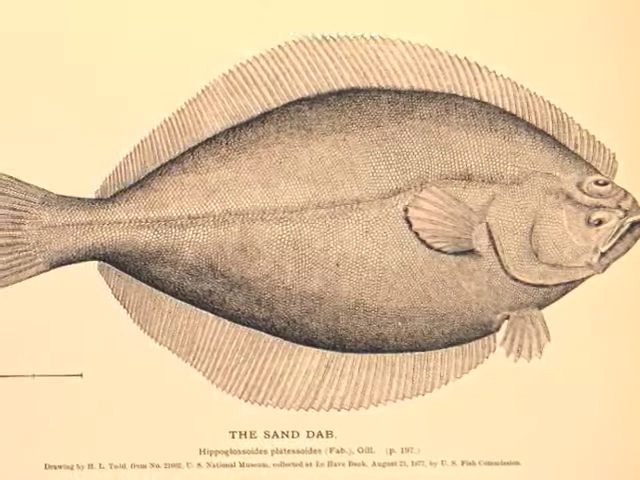 THE SAND DAB.
Hippoglossoides platessoides (Fab.), Gill. (p. 197.)
Drawing by H. L. Todd, from No. 21002, U. S. National Museum, collected at Le Have Bank, August 21, 1877, by U. S. Fish Commission.